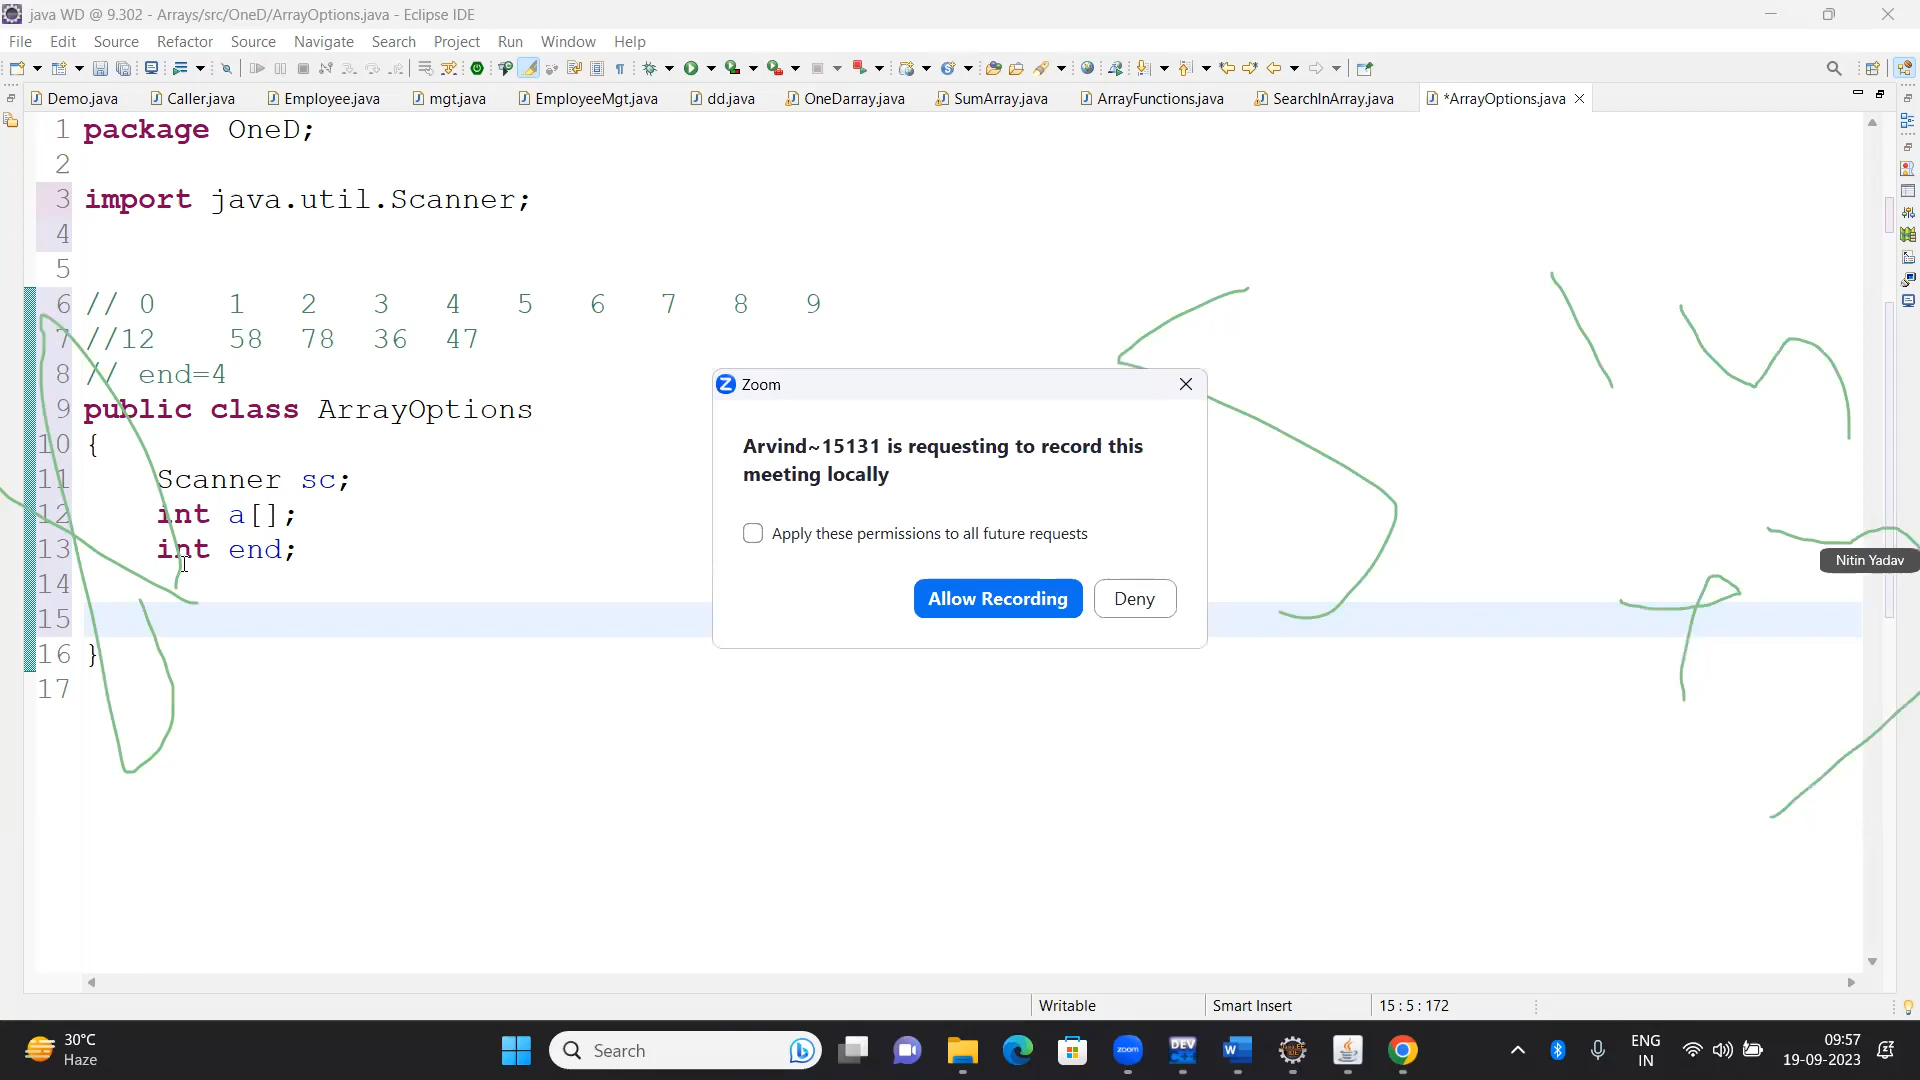 java WD @ 9.302 - Arrays/src/OneD/ArrayOptions.java - Eclipse IDE
File Edit Source Refactor Source Navigate Search Project Run Window Help
Demo.java Caller.java Employee.java mgt.java EmployeeMgt.java dd.java OneDarray.java SumArray.java ArrayFunctions.java SearchInArray.java *ArrayOptions.java
1 package OneD;
2
3 import java.util.Scanner;
4
5
6 // 0 1 2 3 4 5 6 7 8 9
7 //12 58 78 36 47
8 // end=4
9 public class ArrayOptions
10 {
11 Scanner sc;
12 int a[];
13 int end;
14
15
16 }
17
Zoom
Arvind~15131 is requesting to record this
meeting locally
Apply these permissions to all future requests
Allow Recording Deny
Nitin Yadav
Writable Smart Insert 15 : 5 : 172
30°C
Haze
Search
zoom
DEV
ENG
IN
09:57
19-09-2023